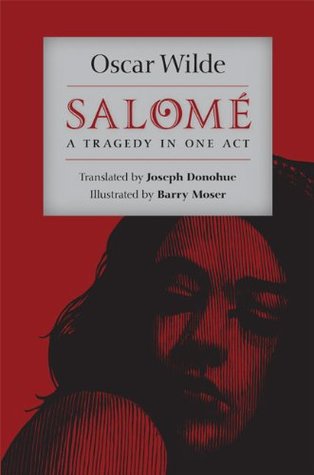 Oscar Wilde
SALOMÉ
A TRAGEDY IN ONE ACT
Translated by Joseph Donohue
Illustrated by Barry Moser